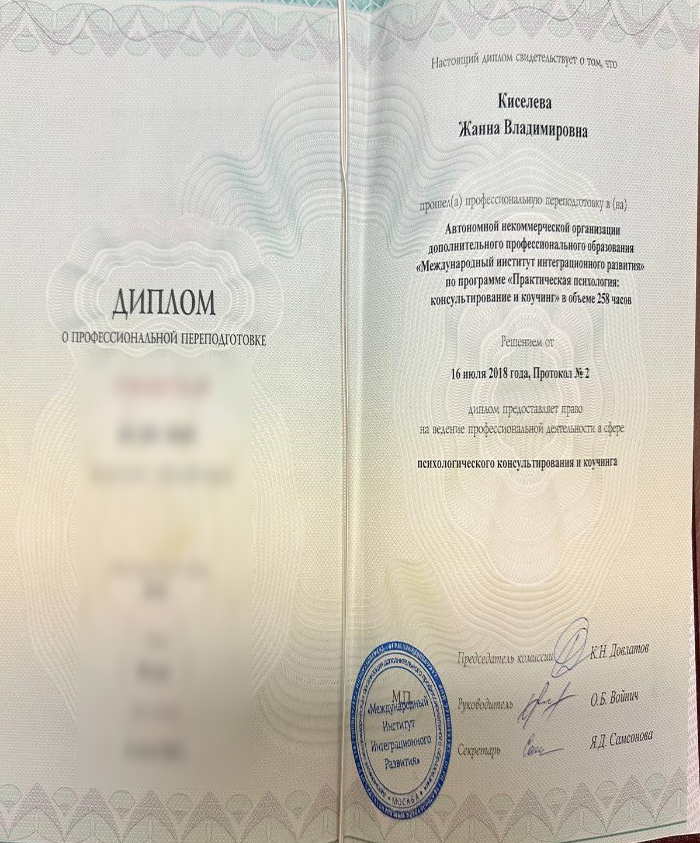 ДИПЛОМ
О ПРОФЕССИОНАЛЬНОЙ ПЕРЕПОДГОТОВКЕ
Настоящий диплом свидетельствует о том, что
Киселева
Жанна Владимировна
прошел(а) профессиональную переподготовку в (на)
Автономной некоммерческой организации
дополнительного профессионального образования
«Международный институт интеграционного развития»
по программе «Практическая психология:
консультирование и коучинг» в объеме 258 часов
Решением от
16 июля 2018 года, Протокол № 2
диплом предоставляет право
на ведение профессиональной деятельности в сфере
психологического консультирования и коучинга
Председатель комиссии К.Н. Довлатов
Руководитель О.Б. Войнич
Секретарь Я.Д. Самсонова
М.П.
«Международный
Институт
Интеграционного
Развития»
МОСКВА